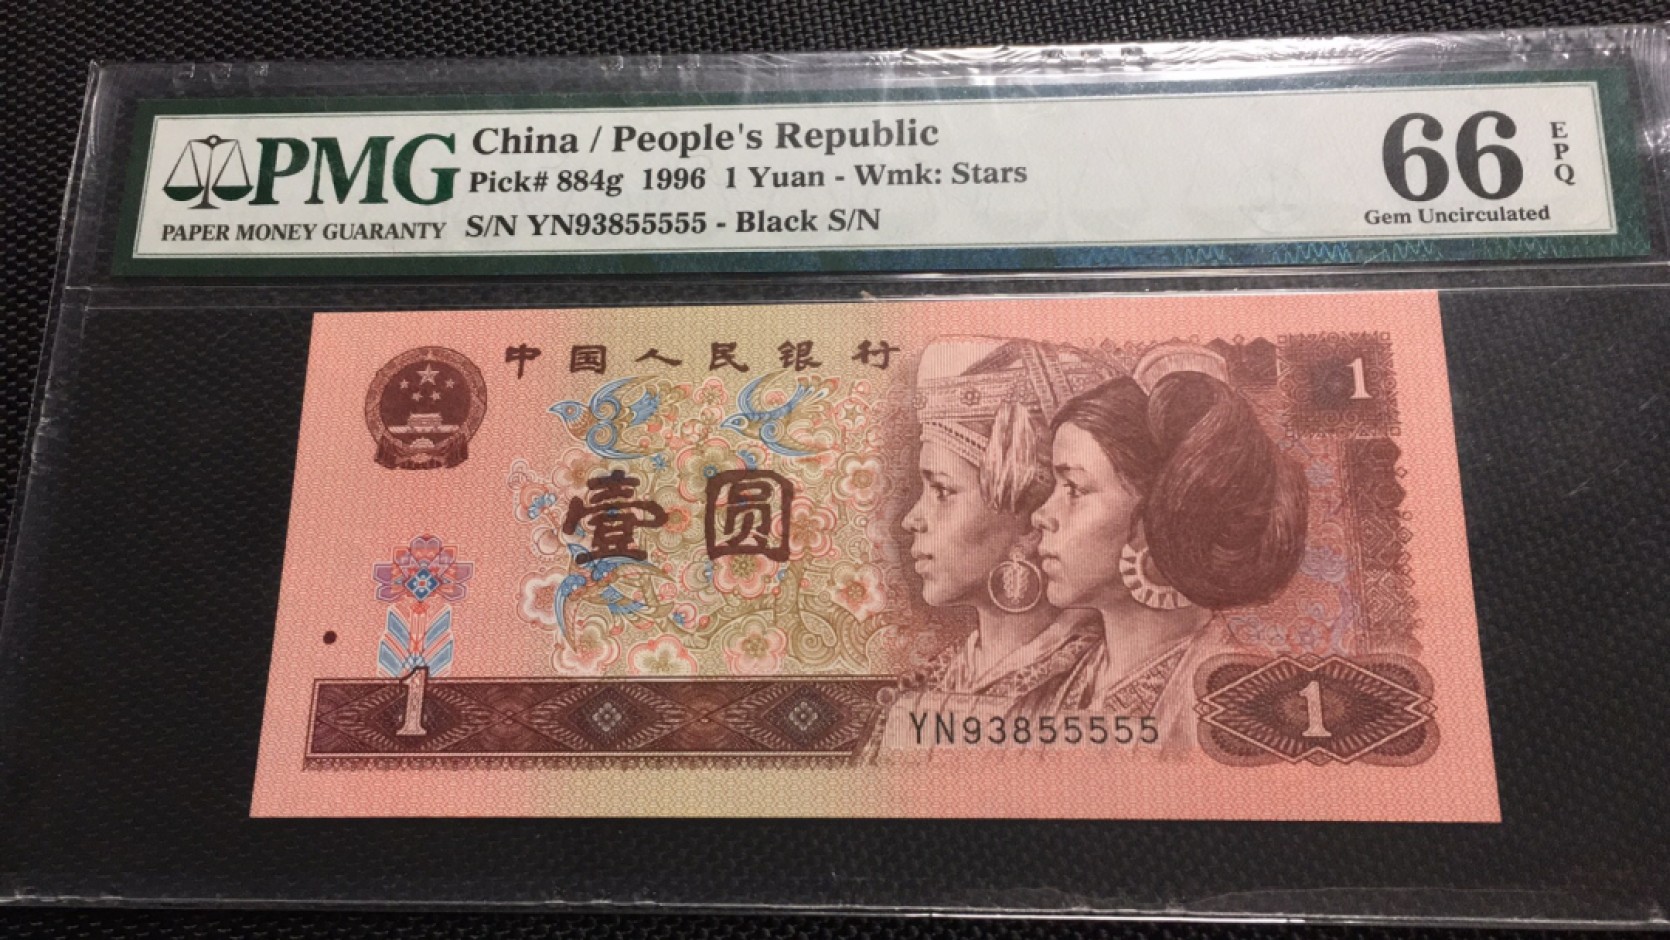 PMG
PAPER MONEY GUARANTY
China / People's Republic
Pick# 884g 1996 1 Yuan - Wmk: Stars
S/N YN93855555 - Black S/N
66
EPQ
Gem Uncirculated
中国人民银行
1
壹圆
1
YN93855555
1